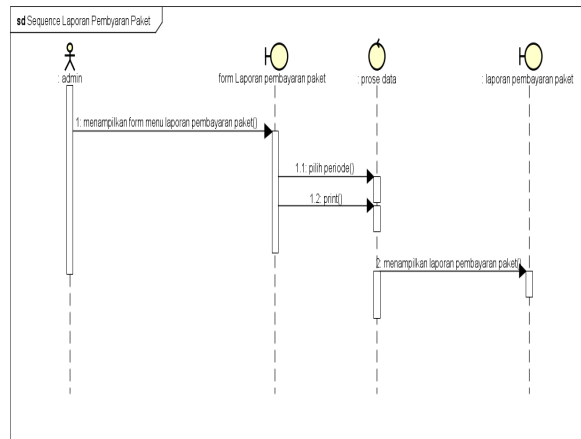 sd Sequence Laporan Pembyaran Paket
: admin
form Laporan pembayaran paket
: prose data
: laporan pembayaran paket
1: menampilkan form menu laporan pembayaran paket()
1.1: pilih periode()
1.2: print()
2: menampilkan laporan pembayaran paket()